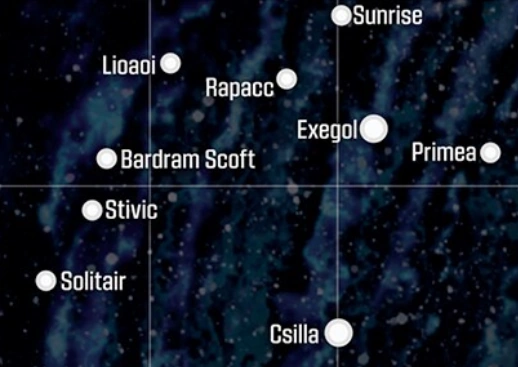 Sunrise
Lioaoi
Rapacc
Exegol
Primea
Bardram Scoft
Stivic
Solitair
Csilla